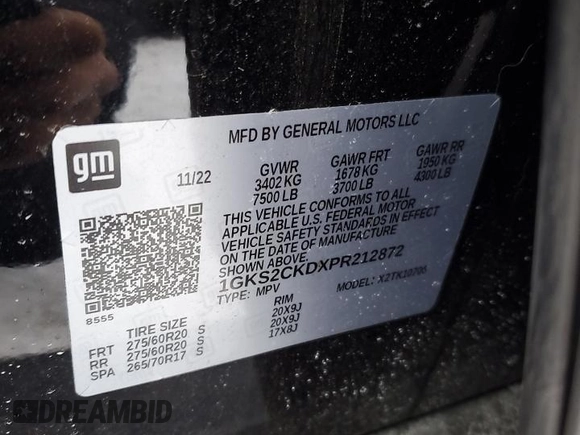 MFD BY GENERAL MOTORS LLC
gm
11/22
GVWR GAWR FRT GAWR RR
3402 KG 1678 KG 1950 KG
7500 LB 3700 LB 4300 LB
THIS VEHICLE CONFORMS TO ALL
APPLICABLE U.S. FEDERAL MOTOR
VEHICLE SAFETY STANDARDS IN EFFECT
ON THE DATE OF MANUFACTURE
SHOWN ABOVE.
1GKS2CKDXPR212872
TYPE: MPV MODEL: X2TK10706
8555
TIRE SIZE RIM
FRT 275/60R20 S 20X9J
RR 275/60R20 S 20X9J
SPA 265/70R17 S 17X8J
DREAMBID